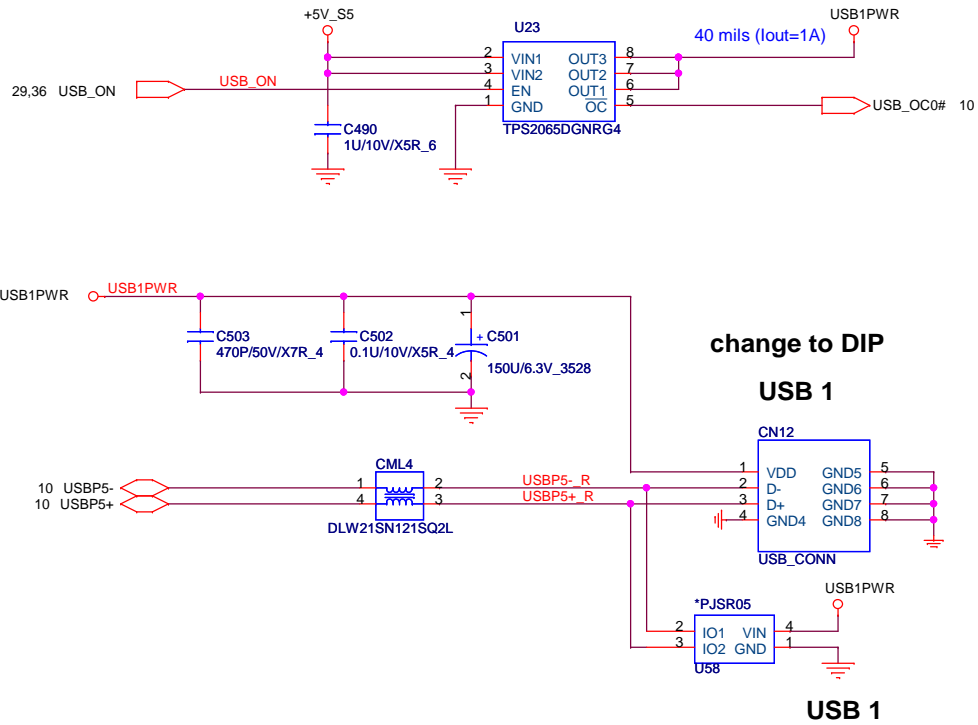 +5V_S5
U23
USB1PWR
40 mils (Iout=1A)
2 VIN1 OUT3 8
3 VIN2 OUT2 7
4 EN OUT1 6
1 GND OC 5
TPS2065DGNRG4
29,36 USB_ON
USB_ON
USB_OC0# 10
C490
1U/10V/X5R_6
USB1PWR
USB1PWR
C503
470P/50V/X7R_4
C502
0.1U/10V/X5R_4
1
+ C501
2
150U/6.3V_3528
change to DIP
USB 1
CN12
1 VDD GND5 5
2 D- GND6 6
3 D+ GND7 7
4 GND4 GND8 8
USB_CONN
CML4
10 USBP5- 1 2 USBP5-_R
10 USBP5+ 4 3 USBP5+_R
DLW21SN121SQ2L
USB1PWR
*PJSR05
2 IO1 VIN 4
3 IO2 GND 1
U58
USB 1